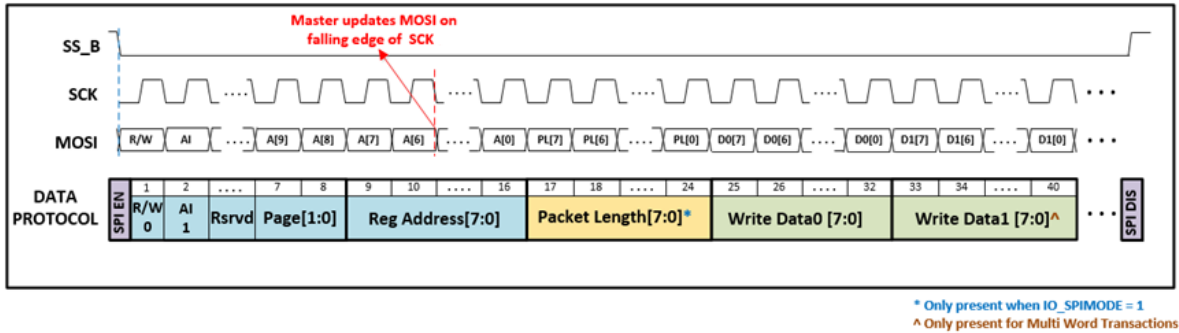 Master updates MOSI on
falling edge of SCK
SS_B
SCK
MOSI R/W AI .... A[9] A[8] A[7] A[6] .... A[0] PL[7] PL[6] .... PL[0] D0[7] D0[6] .... D0[0] D1[7] D1[6] .... D1[0] ...
1 2 .... 7 8 9 10 .... 16 17 18 .... 24 25 26 .... 32 33 34 .... 40
DATA PROTOCOL SPI EN R/W 0 AI 1 Rsrvd Page[1:0] Reg Address[7:0] Packet Length[7:0]* Write Data0 [7:0] Write Data1 [7:0]^ ... SPI DIS
* Only present when IO_SPIMODE = 1
^ Only present for Multi Word Transactions